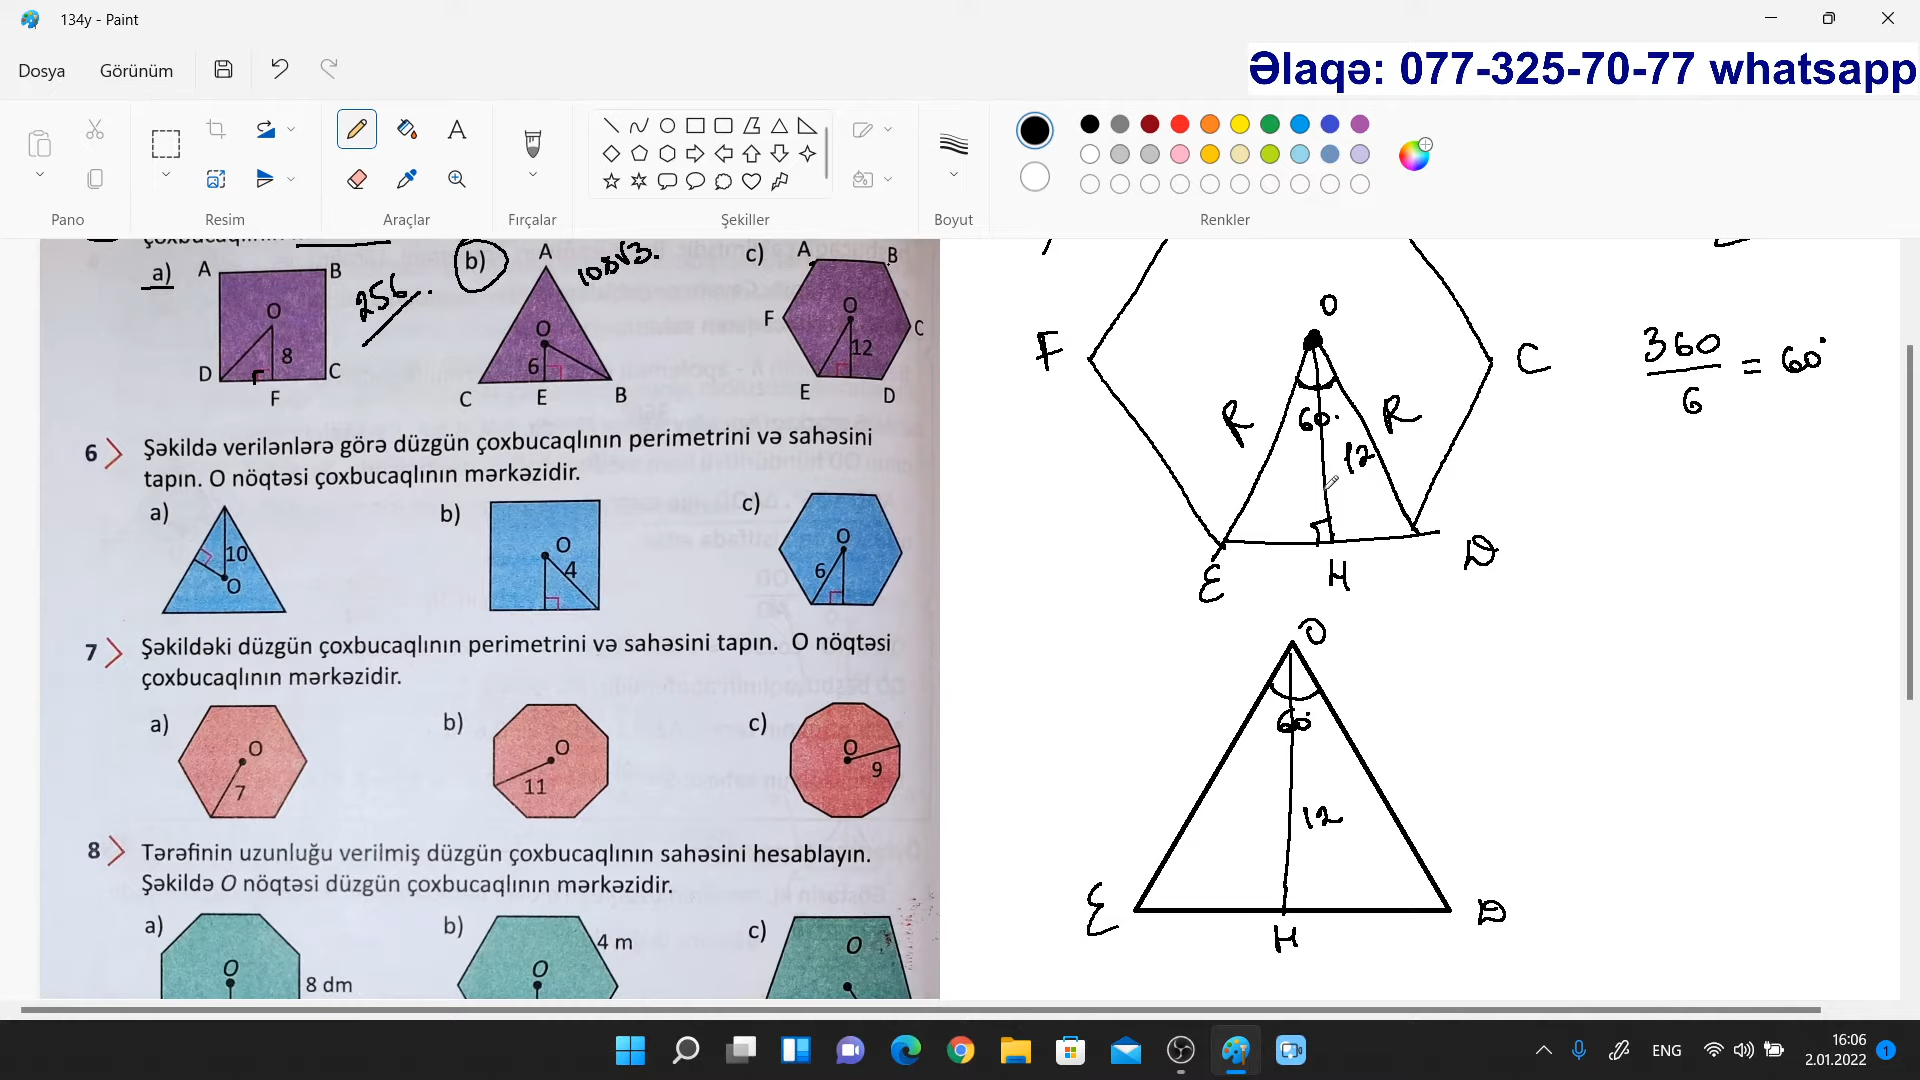 134y - Paint
Dosya Görünüm
Əlaqə: 077-325-70-77 whatsapp
Pano Resim Araçlar Fırçalar Şekiller Boyut Renkler
a) A B O 8 D C F
256
b) A O 6 C E B
108√3.
c) A B F O C 12 E D
6 Şəkildə verilənlərə görə düzgün çoxbucaqlının perimetrini və sahəsini
tapın. O nöqtəsi çoxbucaqlının mərkəzidir.
a) 10 O
b) O 4
c) O 6
7 Şəkildəki düzgün çoxbucaqlının perimetrini və sahəsini tapın. O nöqtəsi
çoxbucaqlının mərkəzidir.
a) O 7
b) O 11
c) O 9
8 Tərəfinin uzunluğu verilmiş düzgün çoxbucaqlının sahəsini hesablayın.
Şəkildə O nöqtəsi düzgün çoxbucaqlının mərkəzidir.
a) O 8 dm
b) O 4 m
c) O
O
F C
R 60° R
12
E H D
360/6 = 60°
O
60°
12
E H D
ENG
16:06
2.01.2022
1